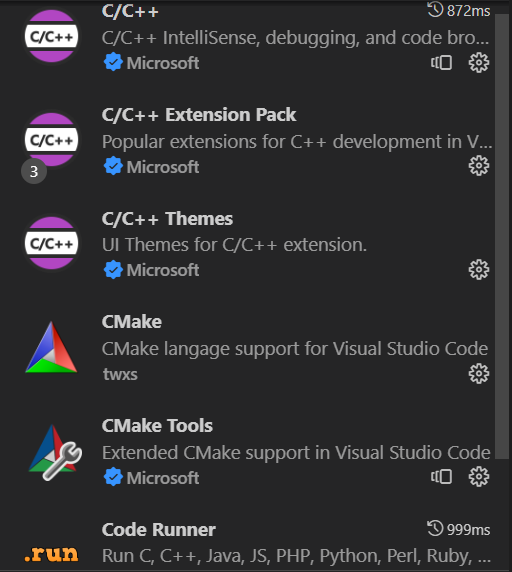 C/C++
872ms
C/C++
C/C++ IntelliSense, debugging, and code bro...
Microsoft
C/C++ Extension Pack
C/C++
Popular extensions for C++ development in V...
3
Microsoft
C/C++ Themes
C/C++
UI Themes for C/C++ extension.
Microsoft
CMake
CMake langage support for Visual Studio Code
twxs
CMake Tools
Extended CMake support in Visual Studio Code
Microsoft
Code Runner
999ms
.run
Run C, C++, Java, JS, PHP, Python, Perl, Ruby, ...